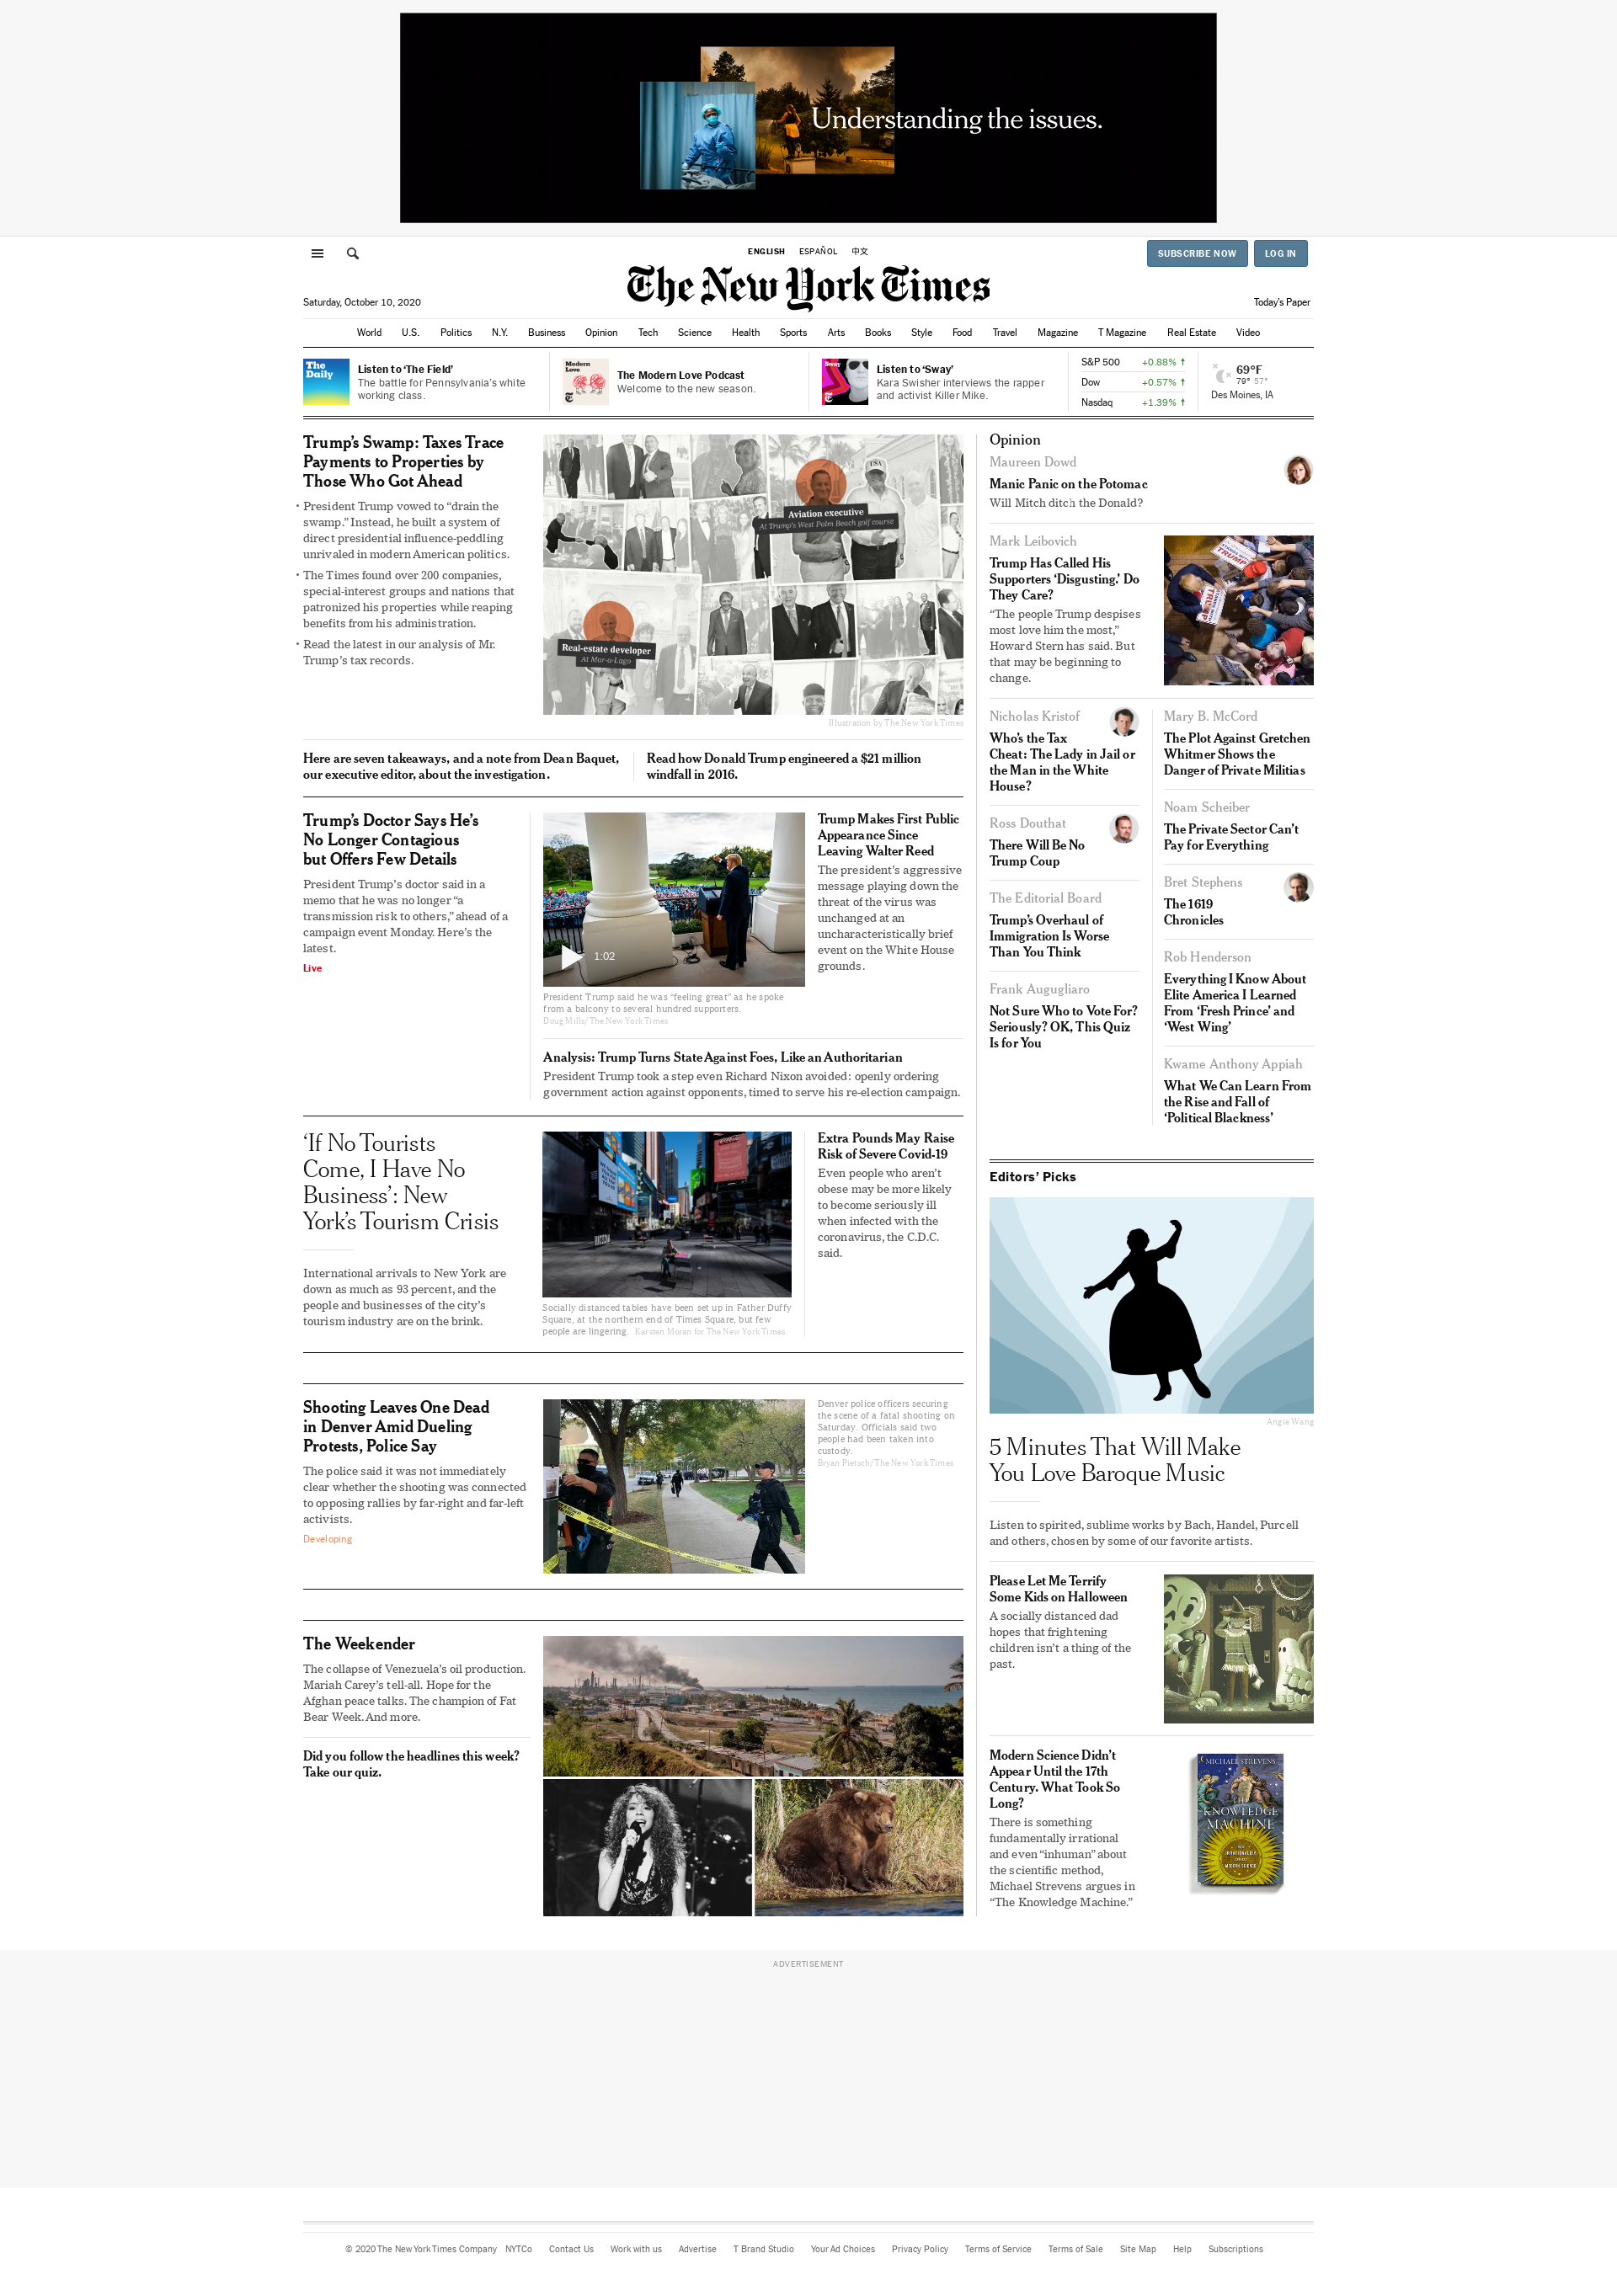 Understanding the issues.
ENGLISH ESPAÑOL 中文
SUBSCRIBE NOW LOG IN
The New York Times
Saturday, October 10, 2020
Today's Paper
World U.S. Politics N.Y. Business Opinion Tech Science Health Sports Arts Books Style Food Travel Magazine T Magazine Real Estate Video
The
Daily
Listen to ‘The Field’
The battle for Pennsylvania’s white
working class.
Modern
Love
The Modern Love Podcast
Welcome to the new season.
Sway
Listen to ‘Sway’
Kara Swisher interviews the rapper
and activist Killer Mike.
S&P 500 +0.88%
Dow +0.57%
Nasdaq +1.39%
69°F
79° 57°
Des Moines, IA
Trump’s Swamp: Taxes Trace
Payments to Properties by
Those Who Got Ahead
• President Trump vowed to “drain the
swamp.” Instead, he built a system of
direct presidential influence-peddling
unrivaled in modern American politics.
• The Times found over 200 companies,
special-interest groups and nations that
patronized his properties while reaping
benefits from his administration.
• Read the latest in our analysis of Mr.
Trump’s tax records.
USA
Aviation executive
At Trump's West Palm Beach golf course
Real-estate developer
At Mar-a-Lago
Illustration by The New York Times
Here are seven takeaways, and a note from Dean Baquet,
our executive editor, about the investigation.
Read how Donald Trump engineered a $21 million
windfall in 2016.
Trump’s Doctor Says He’s
No Longer Contagious
but Offers Few Details
President Trump’s doctor said in a
memo that he was no longer “a
transmission risk to others,” ahead of a
campaign event Monday. Here’s the
latest.
Live
1:02
President Trump said he was “feeling great” as he spoke
from a balcony to several hundred supporters.
Doug Mills/The New York Times
Trump Makes First Public
Appearance Since
Leaving Walter Reed
The president’s aggressive
message playing down the
threat of the virus was
unchanged at an
uncharacteristically brief
event on the White House
grounds.
Analysis: Trump Turns State Against Foes, Like an Authoritarian
President Trump took a step even Richard Nixon avoided: openly ordering
government action against opponents, timed to serve his re-election campaign.
‘If No Tourists
Come, I Have No
Business’: New
York’s Tourism Crisis
International arrivals to New York are
down as much as 93 percent, and the
people and businesses of the city’s
tourism industry are on the brink.
Socially distanced tables have been set up in Father Duffy
Square, at the northern end of Times Square, but few
people are lingering. Karsten Moran for The New York Times
Extra Pounds May Raise
Risk of Severe Covid-19
Even people who aren’t
obese may be more likely
to become seriously ill
when infected with the
coronavirus, the C.D.C.
said.
Shooting Leaves One Dead
in Denver Amid Dueling
Protests, Police Say
The police said it was not immediately
clear whether the shooting was connected
to opposing rallies by far-right and far-left
activists.
Developing
Denver police officers securing
the scene of a fatal shooting on
Saturday. Officials said two
people had been taken into
custody.
Bryan Pietsch/The New York Times
The Weekender
The collapse of Venezuela’s oil production.
Mariah Carey’s tell-all. Hope for the
Afghan peace talks. The champion of Fat
Bear Week. And more.
Did you follow the headlines this week?
Take our quiz.
Opinion
Maureen Dowd
Manic Panic on the Potomac
Will Mitch ditch the Donald?
Mark Leibovich
Trump Has Called His
Supporters ‘Disgusting.’ Do
They Care?
“The people Trump despises
most love him the most,”
Howard Stern has said. But
that may be beginning to
change.
TRUMP
Nicholas Kristof
Who’s the Tax
Cheat: The Lady in Jail or
the Man in the White
House?
Ross Douthat
There Will Be No
Trump Coup
The Editorial Board
Trump’s Overhaul of
Immigration Is Worse
Than You Think
Frank Augugliaro
Not Sure Who to Vote For?
Seriously? OK, This Quiz
Is for You
Mary B. McCord
The Plot Against Gretchen
Whitmer Shows the
Danger of Private Militias
Noam Scheiber
The Private Sector Can’t
Pay for Everything
Bret Stephens
The 1619
Chronicles
Rob Henderson
Everything I Know About
Elite America I Learned
From ‘Fresh Prince’ and
‘West Wing’
Kwame Anthony Appiah
What We Can Learn From
the Rise and Fall of
‘Political Blackness’
Editors’ Picks
Angie Wang
5 Minutes That Will Make
You Love Baroque Music
Listen to spirited, sublime works by Bach, Handel, Purcell
and others, chosen by some of our favorite artists.
Please Let Me Terrify
Some Kids on Halloween
A socially distanced dad
hopes that frightening
children isn’t a thing of the
past.
Modern Science Didn’t
Appear Until the 17th
Century. What Took So
Long?
There is something
fundamentally irrational
and even “inhuman” about
the scientific method,
Michael Strevens argues in
“The Knowledge Machine.”
MICHAEL STREVENS
THE
KNOWLEDGE
MACHINE
ADVERTISEMENT
© 2020 The New York Times Company NYTCo Contact Us Work with us Advertise T Brand Studio Your Ad Choices Privacy Policy Terms of Service Terms of Sale Site Map Help Subscriptions